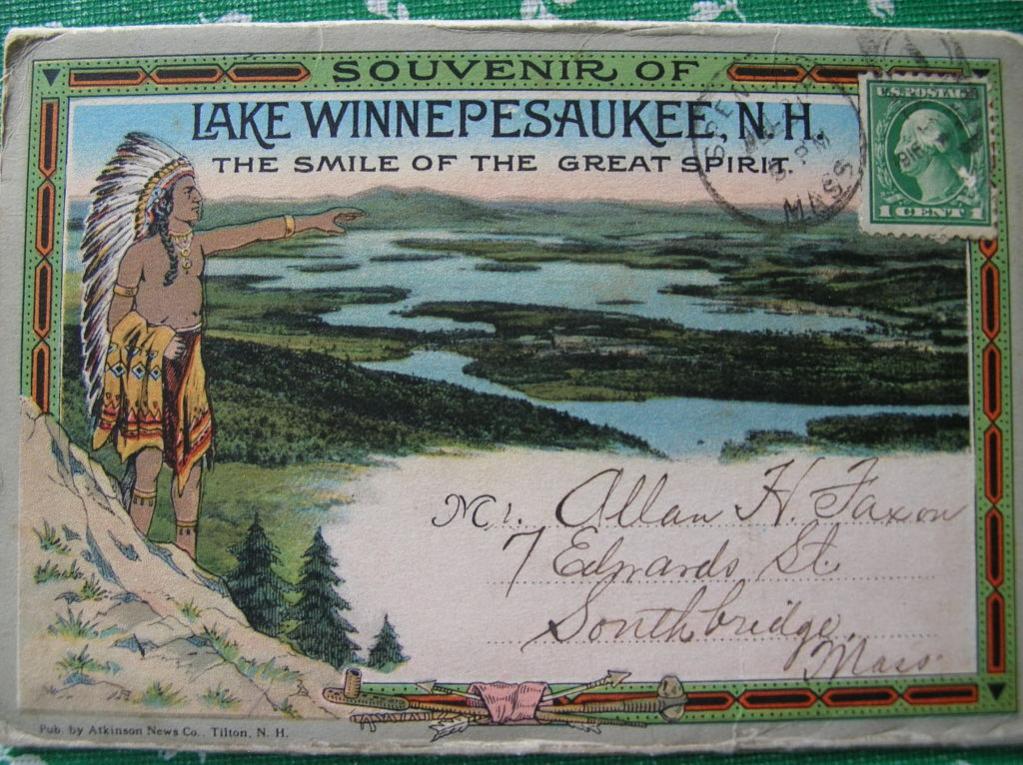 SOUVENIR OF
LAKE WINNEPESAUKEE, N. H.
THE SMILE OF THE GREAT SPIRIT.
PM
MASS
U.S. POSTAGE
1 CENT 1
Mr. Allan H. Faxon
7 Edwards St.
Southbridge,
Mass.
Pub. by Atkinson News Co., Tilton, N. H.